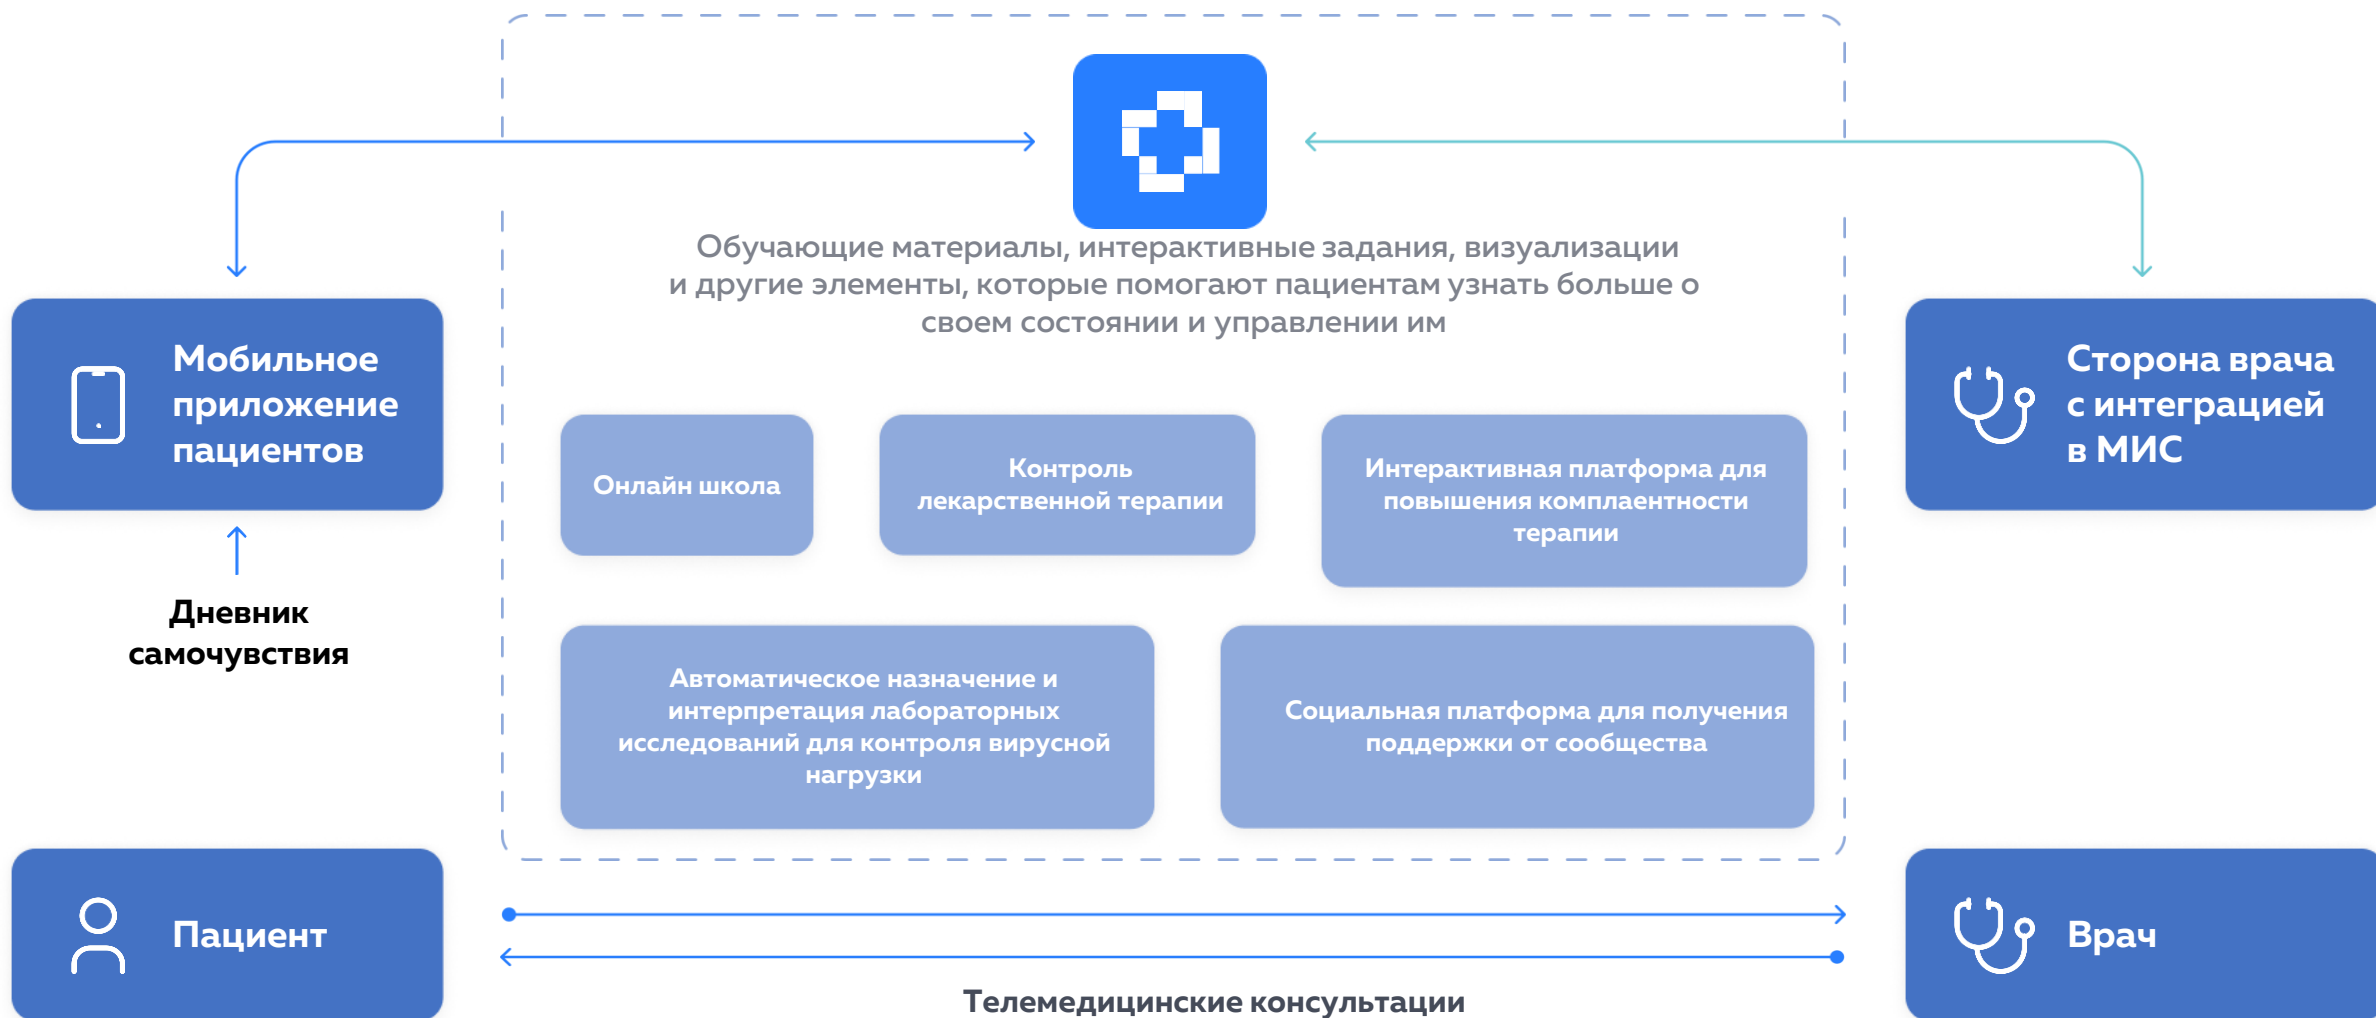 Обучающие материалы, интерактивные задания, визуализации
и другие элементы, которые помогают пациентам узнать больше о
своем состоянии и управлении им
Мобильное
приложение
пациентов
Сторона врача
с интеграцией
в МИС
Онлайн школа
Контроль
лекарственной терапии
Интерактивная платформа для
повышения комплаентности
терапии
Дневник
самочувствия
Автоматическое назначение и
интерпретация лабораторных
исследований для контроля вирусной
нагрузки
Социальная платформа для получения
поддержки от сообщества
Пациент
Врач
Телемедицинские консультации